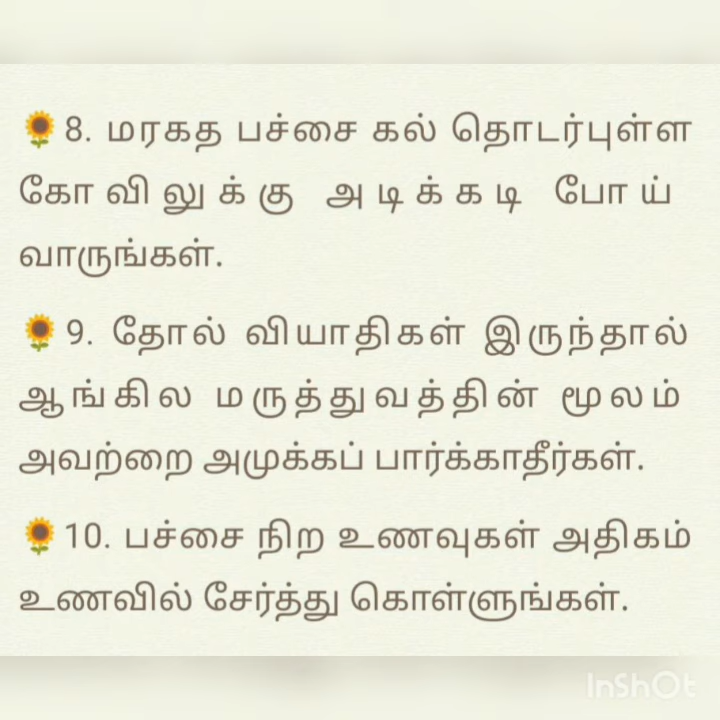 🌻8. மரகத பச்சை கல் தொடர்புள்ள
கோவிலுக்கு அடிக்கடி போய்
வாருங்கள்.
🌻9. தோல் வியாதிகள் இருந்தால்
ஆங்கில மருத்துவத்தின் மூலம்
அவற்றை அமுக்கப் பார்க்காதீர்கள்.
🌻10. பச்சை நிற உணவுகள் அதிகம்
உணவில் சேர்த்து கொள்ளுங்கள்.
InShOt